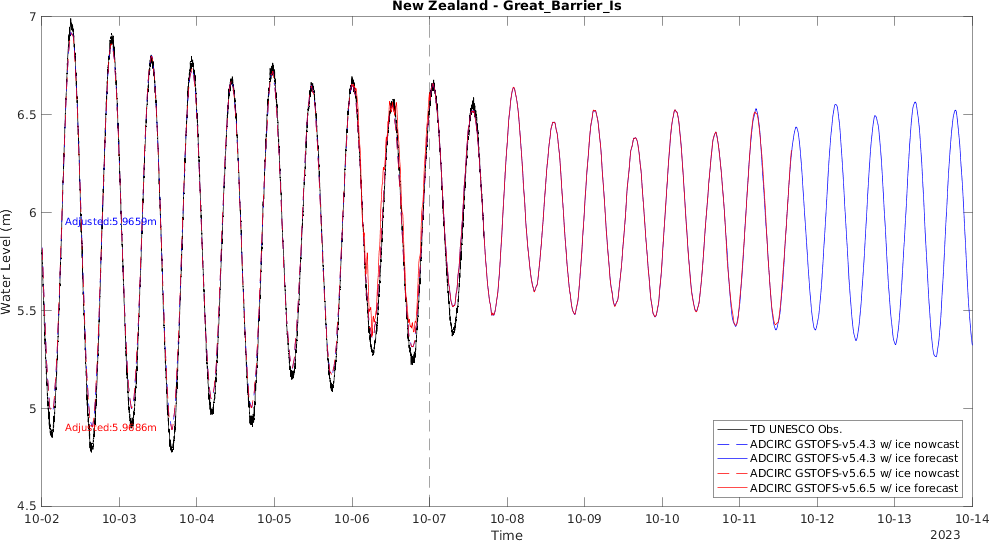 New Zealand - Great_Barrier_Is
7
6.5
6
5.5
5
4.5
Water Level (m)
Adjusted:5.9659m
Adjusted:5.9886m
TD UNESCO Obs.
ADCIRC GSTOFS-v5.4.3 w/ ice nowcast
ADCIRC GSTOFS-v5.4.3 w/ ice forecast
ADCIRC GSTOFS-v5.6.5 w/ ice nowcast
ADCIRC GSTOFS-v5.6.5 w/ ice forecast
10-02 10-03 10-04 10-05 10-06 10-07 10-08 10-09 10-10 10-11 10-12 10-13 10-14
Time
2023